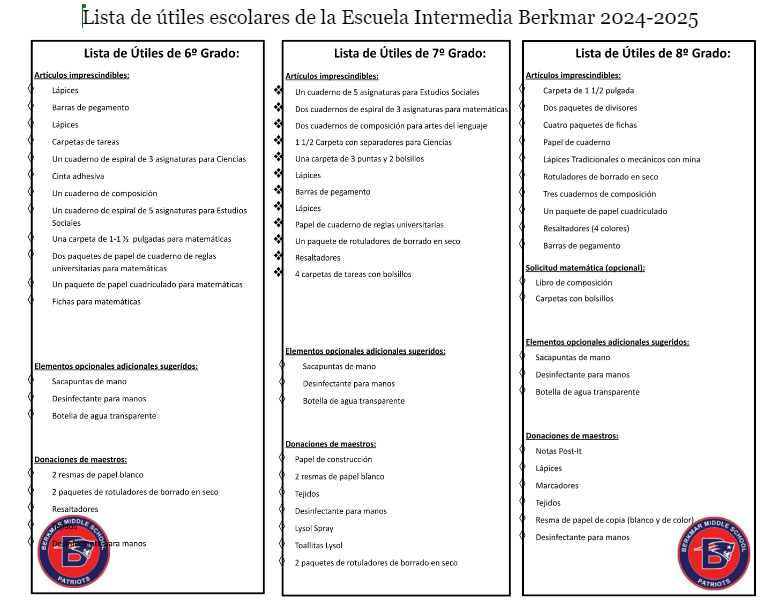 Lista de útiles escolares de la Escuela Intermedia Berkmar 2024-2025
Lista de Útiles de 6º Grado:
Artículos imprescindibles:
Lápices
Barras de pegamento
Lápices
Carpetas de tareas
Un cuaderno de espiral de 3 asignaturas para Ciencias
Cinta adhesiva
Un cuaderno de composición
Un cuaderno de espiral de 5 asignaturas para Estudios
Sociales
Una carpeta de 1-1 ½ pulgadas para matemáticas
Dos paquetes de papel de cuaderno de reglas
universitarias para matemáticas
Un paquete de papel cuadriculado para matemáticas
Fichas para matemáticas
Elementos opcionales adicionales sugeridos:
Sacapuntas de mano
Desinfectante para manos
Botella de agua transparente
Donaciones de maestros:
2 resmas de papel blanco
2 paquetes de rotuladores de borrado en seco
Resaltadores
para manos
BERKMAR MIDDLE SCHOOL
B
PATRIOTS
Lista de Útiles de 7º Grado:
Artículos imprescindibles:
Un cuaderno de 5 asignaturas para Estudios Sociales
Dos cuadernos de espiral de 3 asignaturas para matemáticas
Dos cuadernos de composición para artes del lenguaje
1 1/2 Carpeta con separadores para Ciencias
Una carpeta de 3 puntas y 2 bolsillos
Lápices
Barras de pegamento
Lápices
Papel de cuaderno de reglas universitarias
Un paquete de rotuladores de borrado en seco
Resaltadores
4 carpetas de tareas con bolsillos
Elementos opcionales adicionales sugeridos:
Sacapuntas de mano
Desinfectante para manos
Botella de agua transparente
Donaciones de maestros:
Papel de construcción
2 resmas de papel blanco
Tejidos
Desinfectante para manos
Lysol Spray
Toallitas Lysol
2 paquetes de rotuladores de borrado en seco
Lista de Útiles de 8º Grado:
Artículos imprescindibles:
Carpeta de 1 1/2 pulgada
Dos paquetes de divisores
Cuatro paquetes de fichas
Papel de cuaderno
Lápices Tradicionales o mecánicos con mina
Rotuladores de borrado en seco
Tres cuadernos de composición
Un paquete de papel cuadriculado
Resaltadores (4 colores)
Barras de pegamento
Solicitud matemática (opcional):
Libro de composición
Carpetas con bolsillos
Elementos opcionales adicionales sugeridos:
Sacapuntas de mano
Desinfectante para manos
Botella de agua transparente
Donaciones de maestros:
Notas Post-It
Lápices
Marcadores
Tejidos
Resma de papel de copia (blanco y de color)
Desinfectante para manos
BERKMAR MIDDLE SCHOOL
B
PATRIOTS